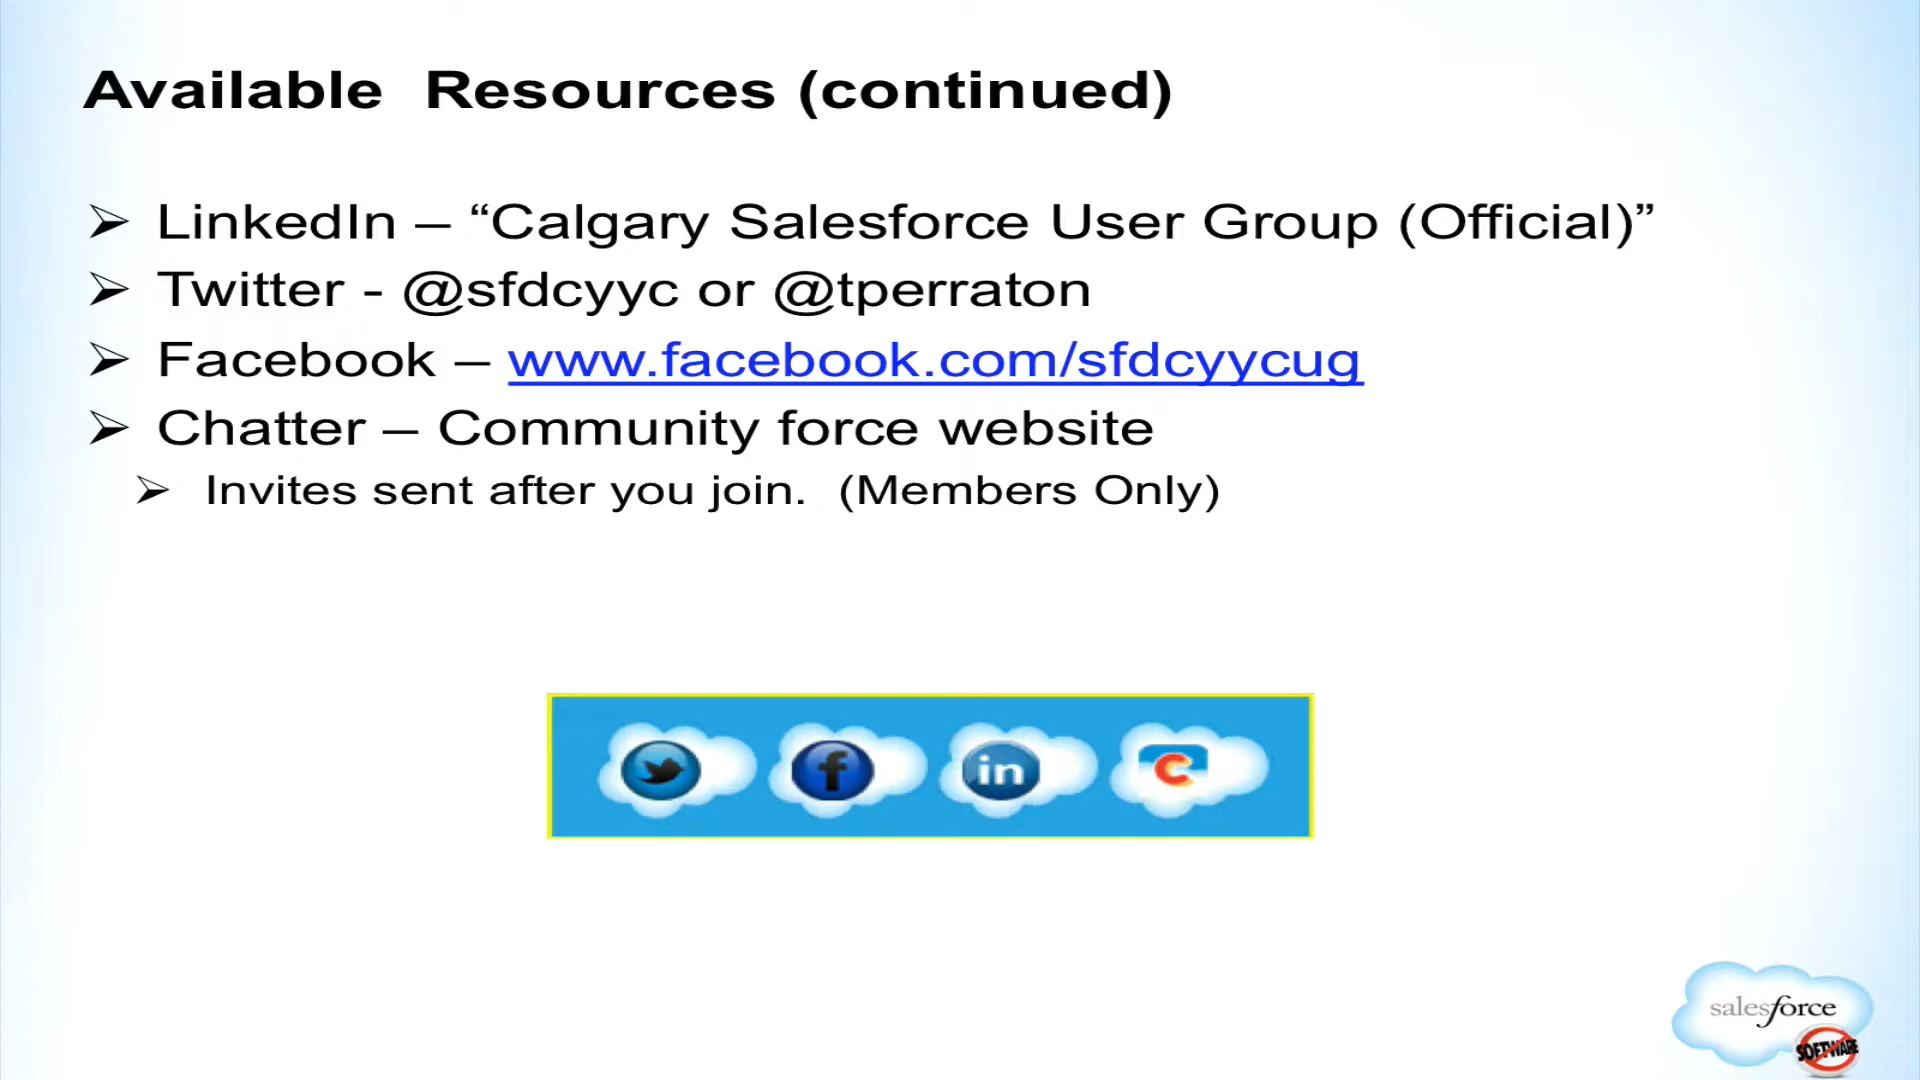 Available  Resources (continued)
LinkedIn – “Calgary Salesforce User Group (Official)”
Twitter - @sfdcyyc or @tperraton
Facebook – www.facebook.com/sfdcyycug
Chatter – Community force website
Invites sent after you join.  (Members Only)
f
in
C
salesforce
SOFTWARE